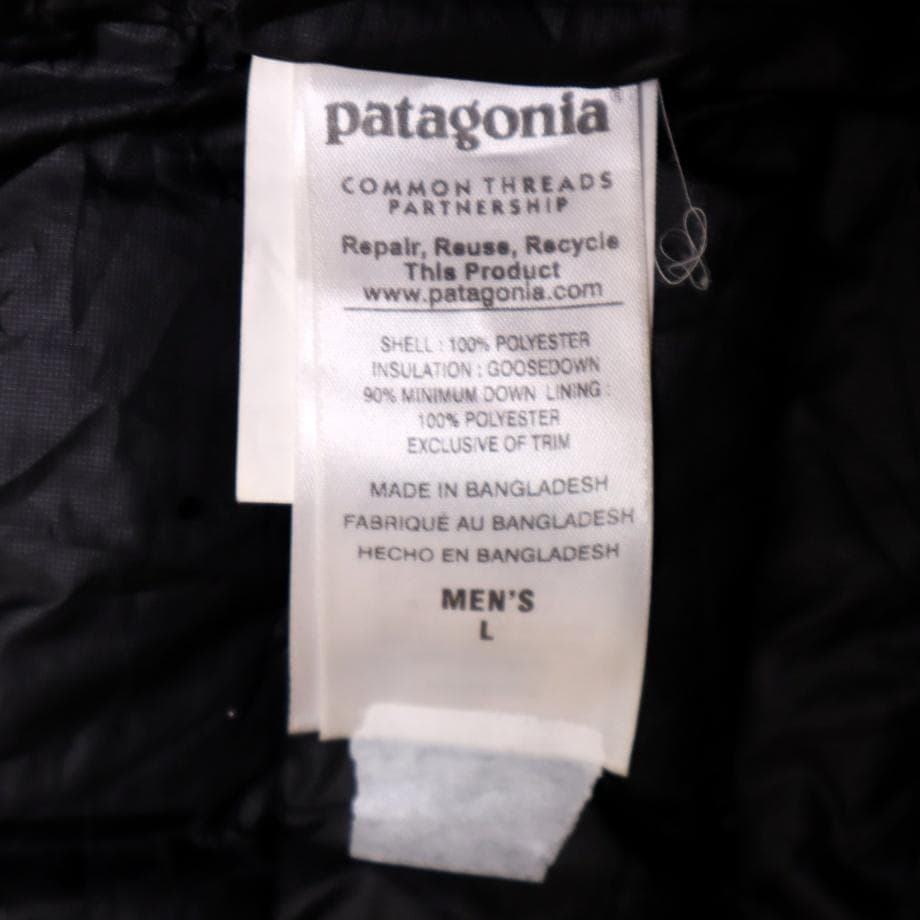 patagonia
COMMON THREADS
PARTNERSHIP
Repair, Reuse, Recycle
This Product
www.patagonia.com
SHELL : 100% POLYESTER
INSULATION : GOOSEDOWN
90% MINIMUM DOWN LINING :
100% POLYESTER
EXCLUSIVE OF TRIM
MADE IN BANGLADESH
FABRIQUÉ AU BANGLADESH
HECHO EN BANGLADESH
MEN'S
L